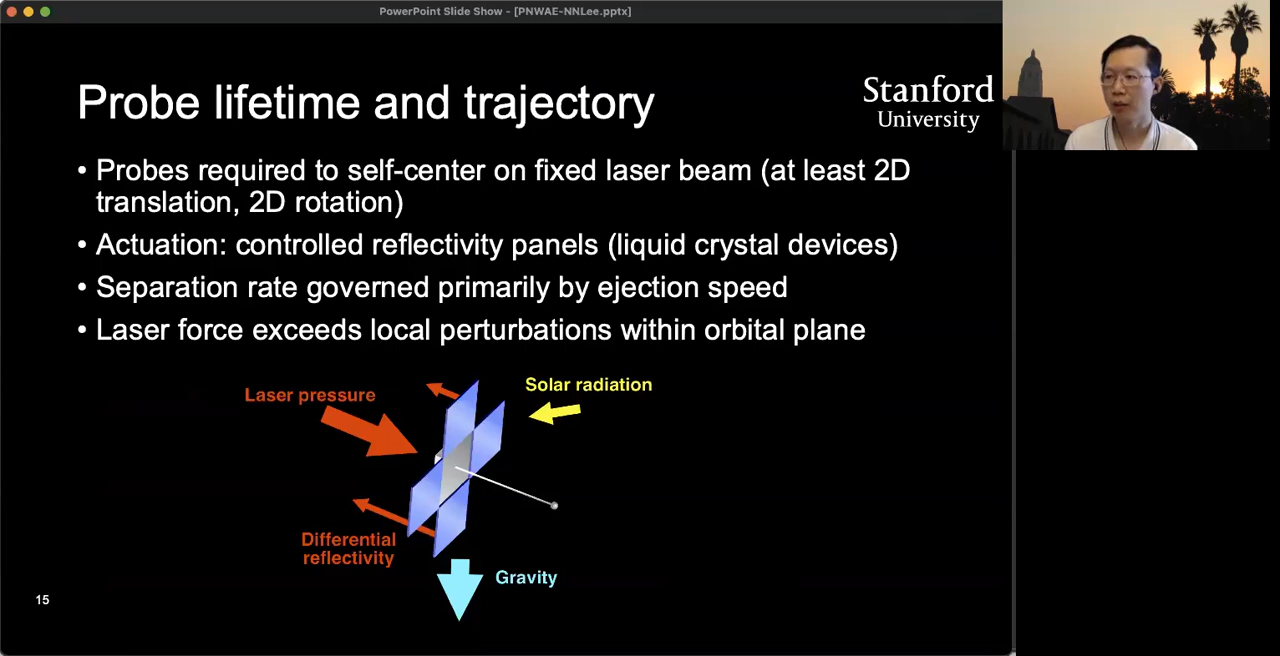 PowerPoint Slide Show - [PNWAE-NNLee.pptx]
Probe lifetime and trajectory
Stanford
University
• Probes required to self-center on fixed laser beam (at least 2D
translation, 2D rotation)
• Actuation: controlled reflectivity panels (liquid crystal devices)
• Separation rate governed primarily by ejection speed
• Laser force exceeds local perturbations within orbital plane
Laser pressure
Solar radiation
Differential
reflectivity
Gravity
15